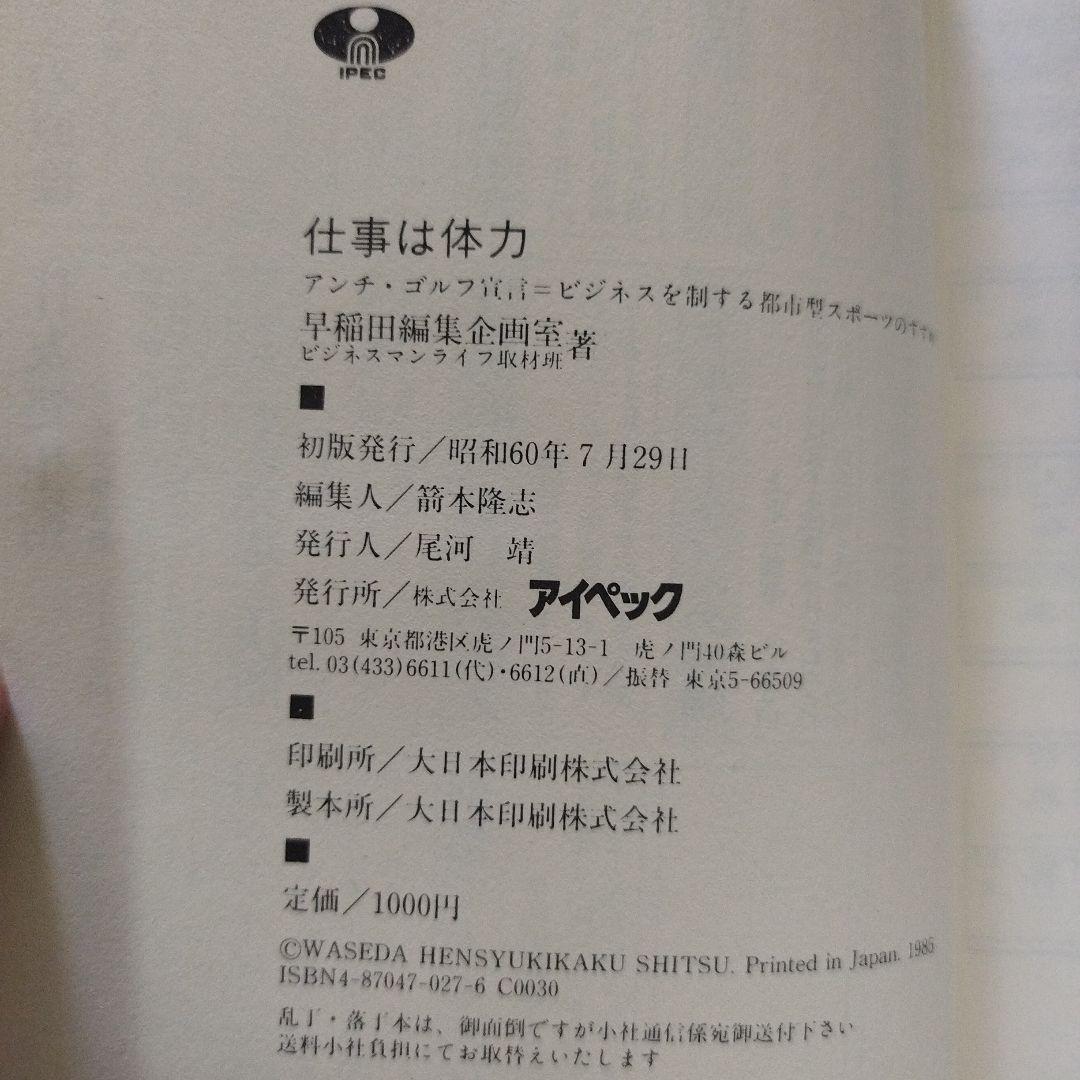 IPEC
仕事は体力
アンチ・ゴルフ宣言=ビジネスを制する都市型スポーツのすすめ
早稲田編集企画室著
ビジネスマンライフ取材班
■
初版発行/昭和60年7月29日
編集人/箭本隆志
発行人/尾河 靖
発行所/株式会社 アイペック
〒105 東京都港区虎ノ門5-13-1 虎ノ門40森ビル
tel. 03(433)6611(代)・6612(直)/振替 東京5-66509
■
印刷所/大日本印刷株式会社
製本所/大日本印刷株式会社
■
定価/1000円
©WASEDA HENSYUKIKAKU SHITSU. Printed in Japan. 1985
ISBN4-87047-027-6 C0030
乱丁・落丁本は、御面倒ですが小社通信係宛御送付下さい
送料小社負担にてお取替えいたします